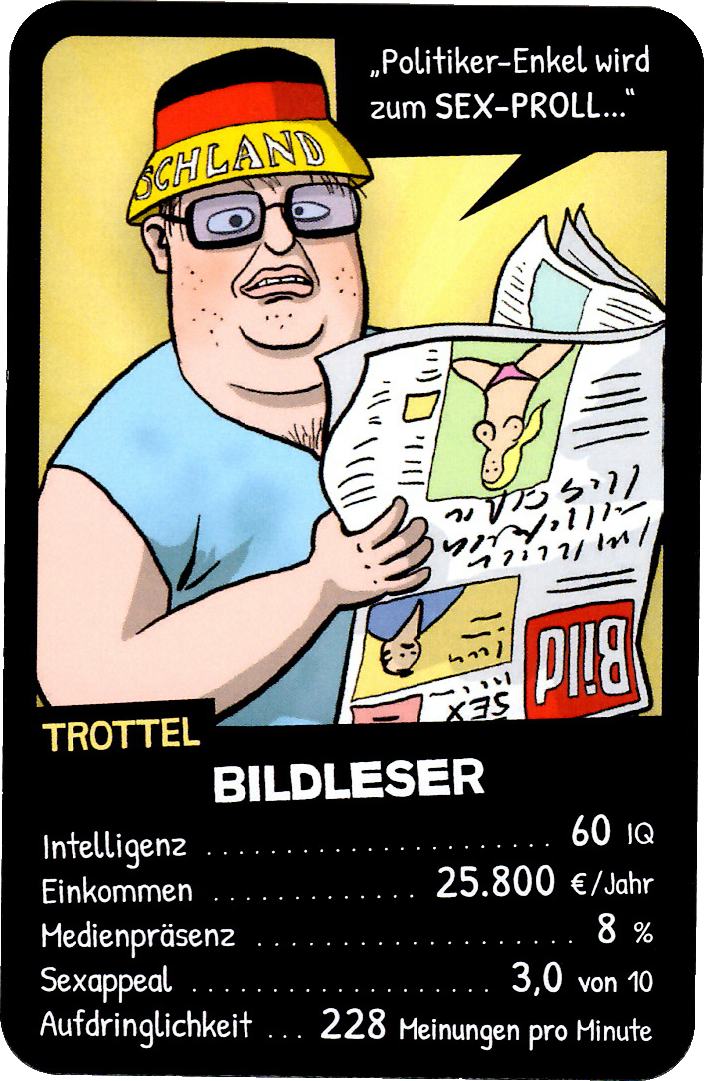 „Politiker-Enkel wird
zum SEX-PROLL...“
SCHLAND
SEX
Bild
TROTTEL
BILDLESER
Intelligenz ........................ 60 IQ
Einkommen .............. 25.800 €/Jahr
Medienpräsenz ...................... 8 %
Sexappeal ...................... 3,0 von 10
Aufdringlichkeit ... 228 Meinungen pro Minute